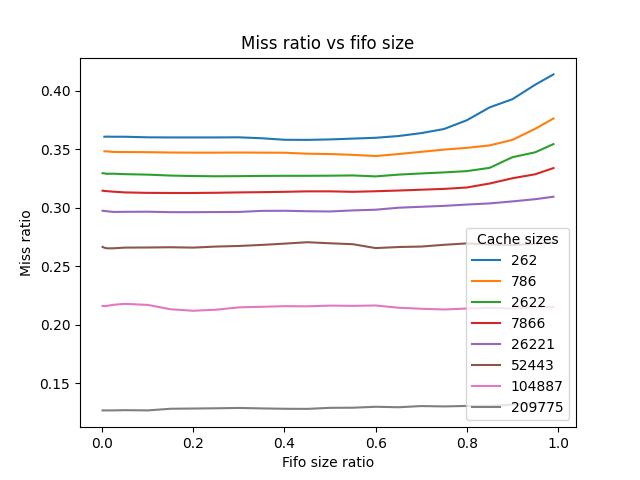 Miss ratio vs fifo size
0.40
0.35
0.30
0.25
0.20
0.15
Miss ratio
Cache sizes
262
786
2622
7866
26221
52443
104887
209775
0.0 0.2 0.4 0.6 0.8 1.0
Fifo size ratio